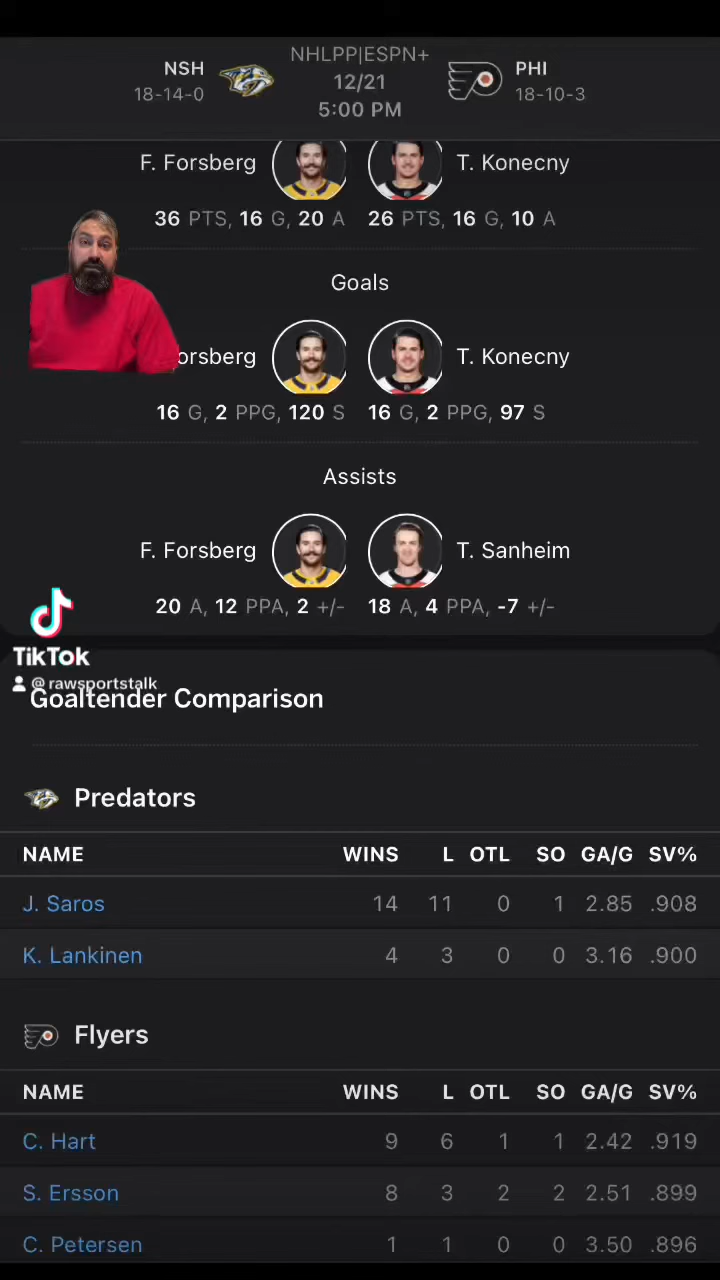 NHLPP|ESPN+
NSH
PHI
18-14-0
12/21
18-10-3
5:00 PM
F. Forsberg
T. Konecny
36 PTS, 16 G, 20 A
26 PTS, 16 G, 10 A
Goals
orsberg
T. Konecny
16 G, 2 PPG, 120 S
16 G, 2 PPG, 97 S
Assists
F. Forsberg
T. Sanheim
20 A, 12 PPA, 2 +/-
18 A, 4 PPA, -7 +/-
TikTok
@rawsportstalk
Goaltender Comparison
Predators
NAME WINS L OTL SO GA/G SV%
J. Saros 14 11 0 1 2.85 .908
K. Lankinen 4 3 0 0 3.16 .900
Flyers
NAME WINS L OTL SO GA/G SV%
C. Hart 9 6 1 1 2.42 .919
S. Ersson 8 3 2 2 2.51 .899
C. Petersen 1 1 0 0 3.50 .896